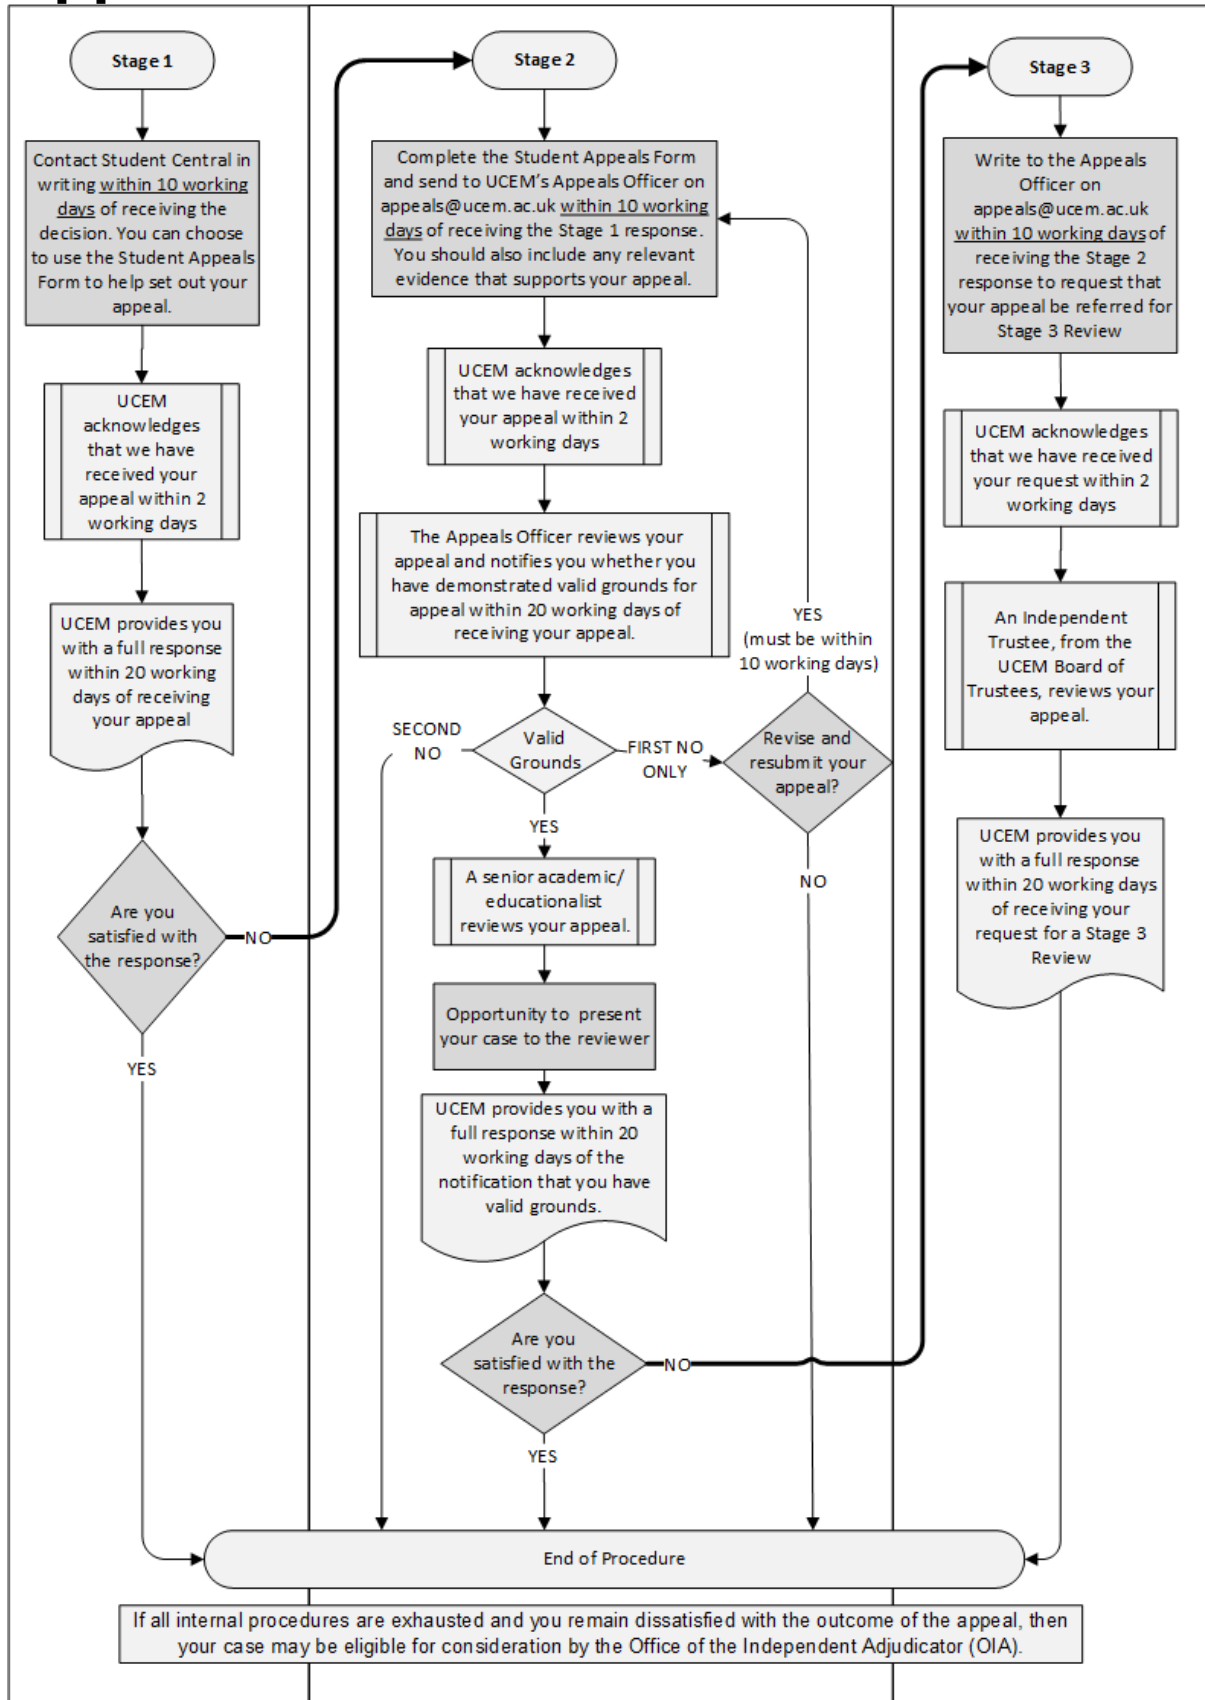 Stage 1
Contact Student Central in
writing within 10 working
days of receiving the
decision. You can choose
to use the Student Appeals
Form to help set out your
appeal.
UCEM
acknowledges
that we have
received your
appeal within 2
working days
UCEM provides you
with a full response
within 20 working
days of receiving
your appeal
Are you
satisfied with
the response?
NO
YES
Stage 2
Complete the Student Appeals Form
and send to UCEM's Appeals Officer on
appeals@ucem.ac.uk within 10 working
days of receiving the Stage 1 response.
You should also include any relevant
evidence that supports your appeal.
UCEM acknowledges
that we have received
your appeal within 2
working days
The Appeals Officer reviews your
appeal and notifies you whether you
have demonstrated valid grounds for
appeal within 20 working days of
receiving your appeal.
Valid
Grounds
SECOND
NO
FIRST NO
ONLY
Revise and
resubmit your
appeal?
YES
(must be within
10 working days)
NO
YES
A senior academic/
educationalist
reviews your appeal.
Opportunity to present
your case to the reviewer
UCEM provides you with a
full response within 20
working days of the
notification that you have
valid grounds.
Are you
satisfied with the
response?
NO
YES
Stage 3
Write to the Appeals
Officer on
appeals@ucem.ac.uk
within 10 working days of
receiving the Stage 2
response to request that
your appeal be referred for
Stage 3 Review
UCEM acknowledges
that we have received
your request within 2
working days
An Independent
Trustee, from the
UCEM Board of
Trustees, reviews your
appeal.
UCEM provides you
with a full response
within 20 working days
of receiving your
request for a Stage 3
Review
End of Procedure
If all internal procedures are exhausted and you remain dissatisfied with the outcome of the appeal, then
your case may be eligible for consideration by the Office of the Independent Adjudicator (OIA).